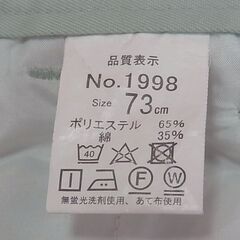 品質表示
No.1998
Size 73cm
ポリエステル 65%
綿 35%
40
F W
無蛍光洗剤使用、あて布使用